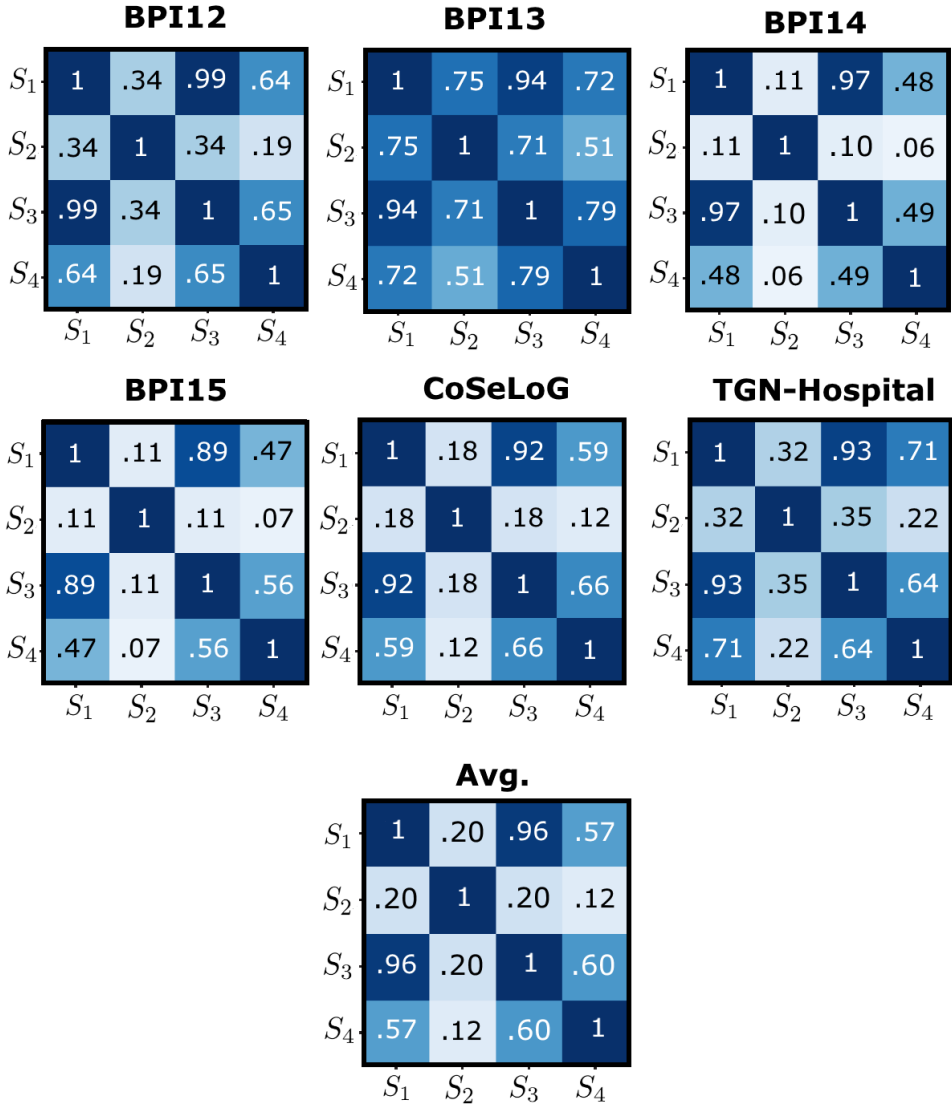 BPI12 BPI13 BPI14
S1 1 .34 .99 .64 S1 1 .75 .94 .72 S1 1 .11 .97 .48
S2 .34 1 .34 .19 S2 .75 1 .71 .51 S2 .11 1 .10 .06
S3 .99 .34 1 .65 S3 .94 .71 1 .79 S3 .97 .10 1 .49
S4 .64 .19 .65 1 S4 .72 .51 .79 1 S4 .48 .06 .49 1
S1 S2 S3 S4 S1 S2 S3 S4 S1 S2 S3 S4
BPI15 CoSeLoG TGN-Hospital
S1 1 .11 .89 .47 S1 1 .18 .92 .59 S1 1 .32 .93 .71
S2 .11 1 .11 .07 S2 .18 1 .18 .12 S2 .32 1 .35 .22
S3 .89 .11 1 .56 S3 .92 .18 1 .66 S3 .93 .35 1 .64
S4 .47 .07 .56 1 S4 .59 .12 .66 1 S4 .71 .22 .64 1
S1 S2 S3 S4 S1 S2 S3 S4 S1 S2 S3 S4
Avg.
S1 1 .20 .96 .57
S2 .20 1 .20 .12
S3 .96 .20 1 .60
S4 .57 .12 .60 1
S1 S2 S3 S4